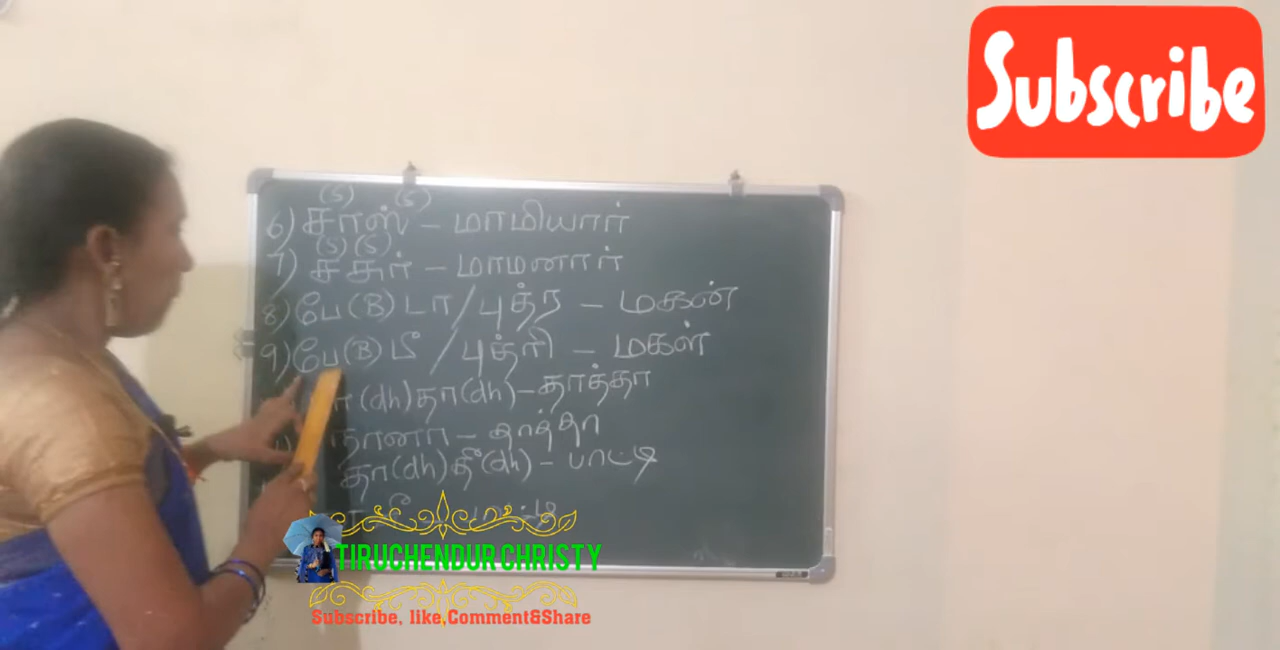 Subscribe
(S) (S)
6) சாஸ் - மாமியார்
(S) (S)
7) சசுர் - மாமனார்
8) பே(B)டா/புத்ர - மகன்
9) பே(B)டீ/புத்ரி - மகள்
(dh)தா(dh)-தாத்தா
நானா - தாத்தா
தா(dh)தீ(dh) - பாட்டி
TIRUCHENDUR CHRISTY
Subscribe, like,Comment&Share